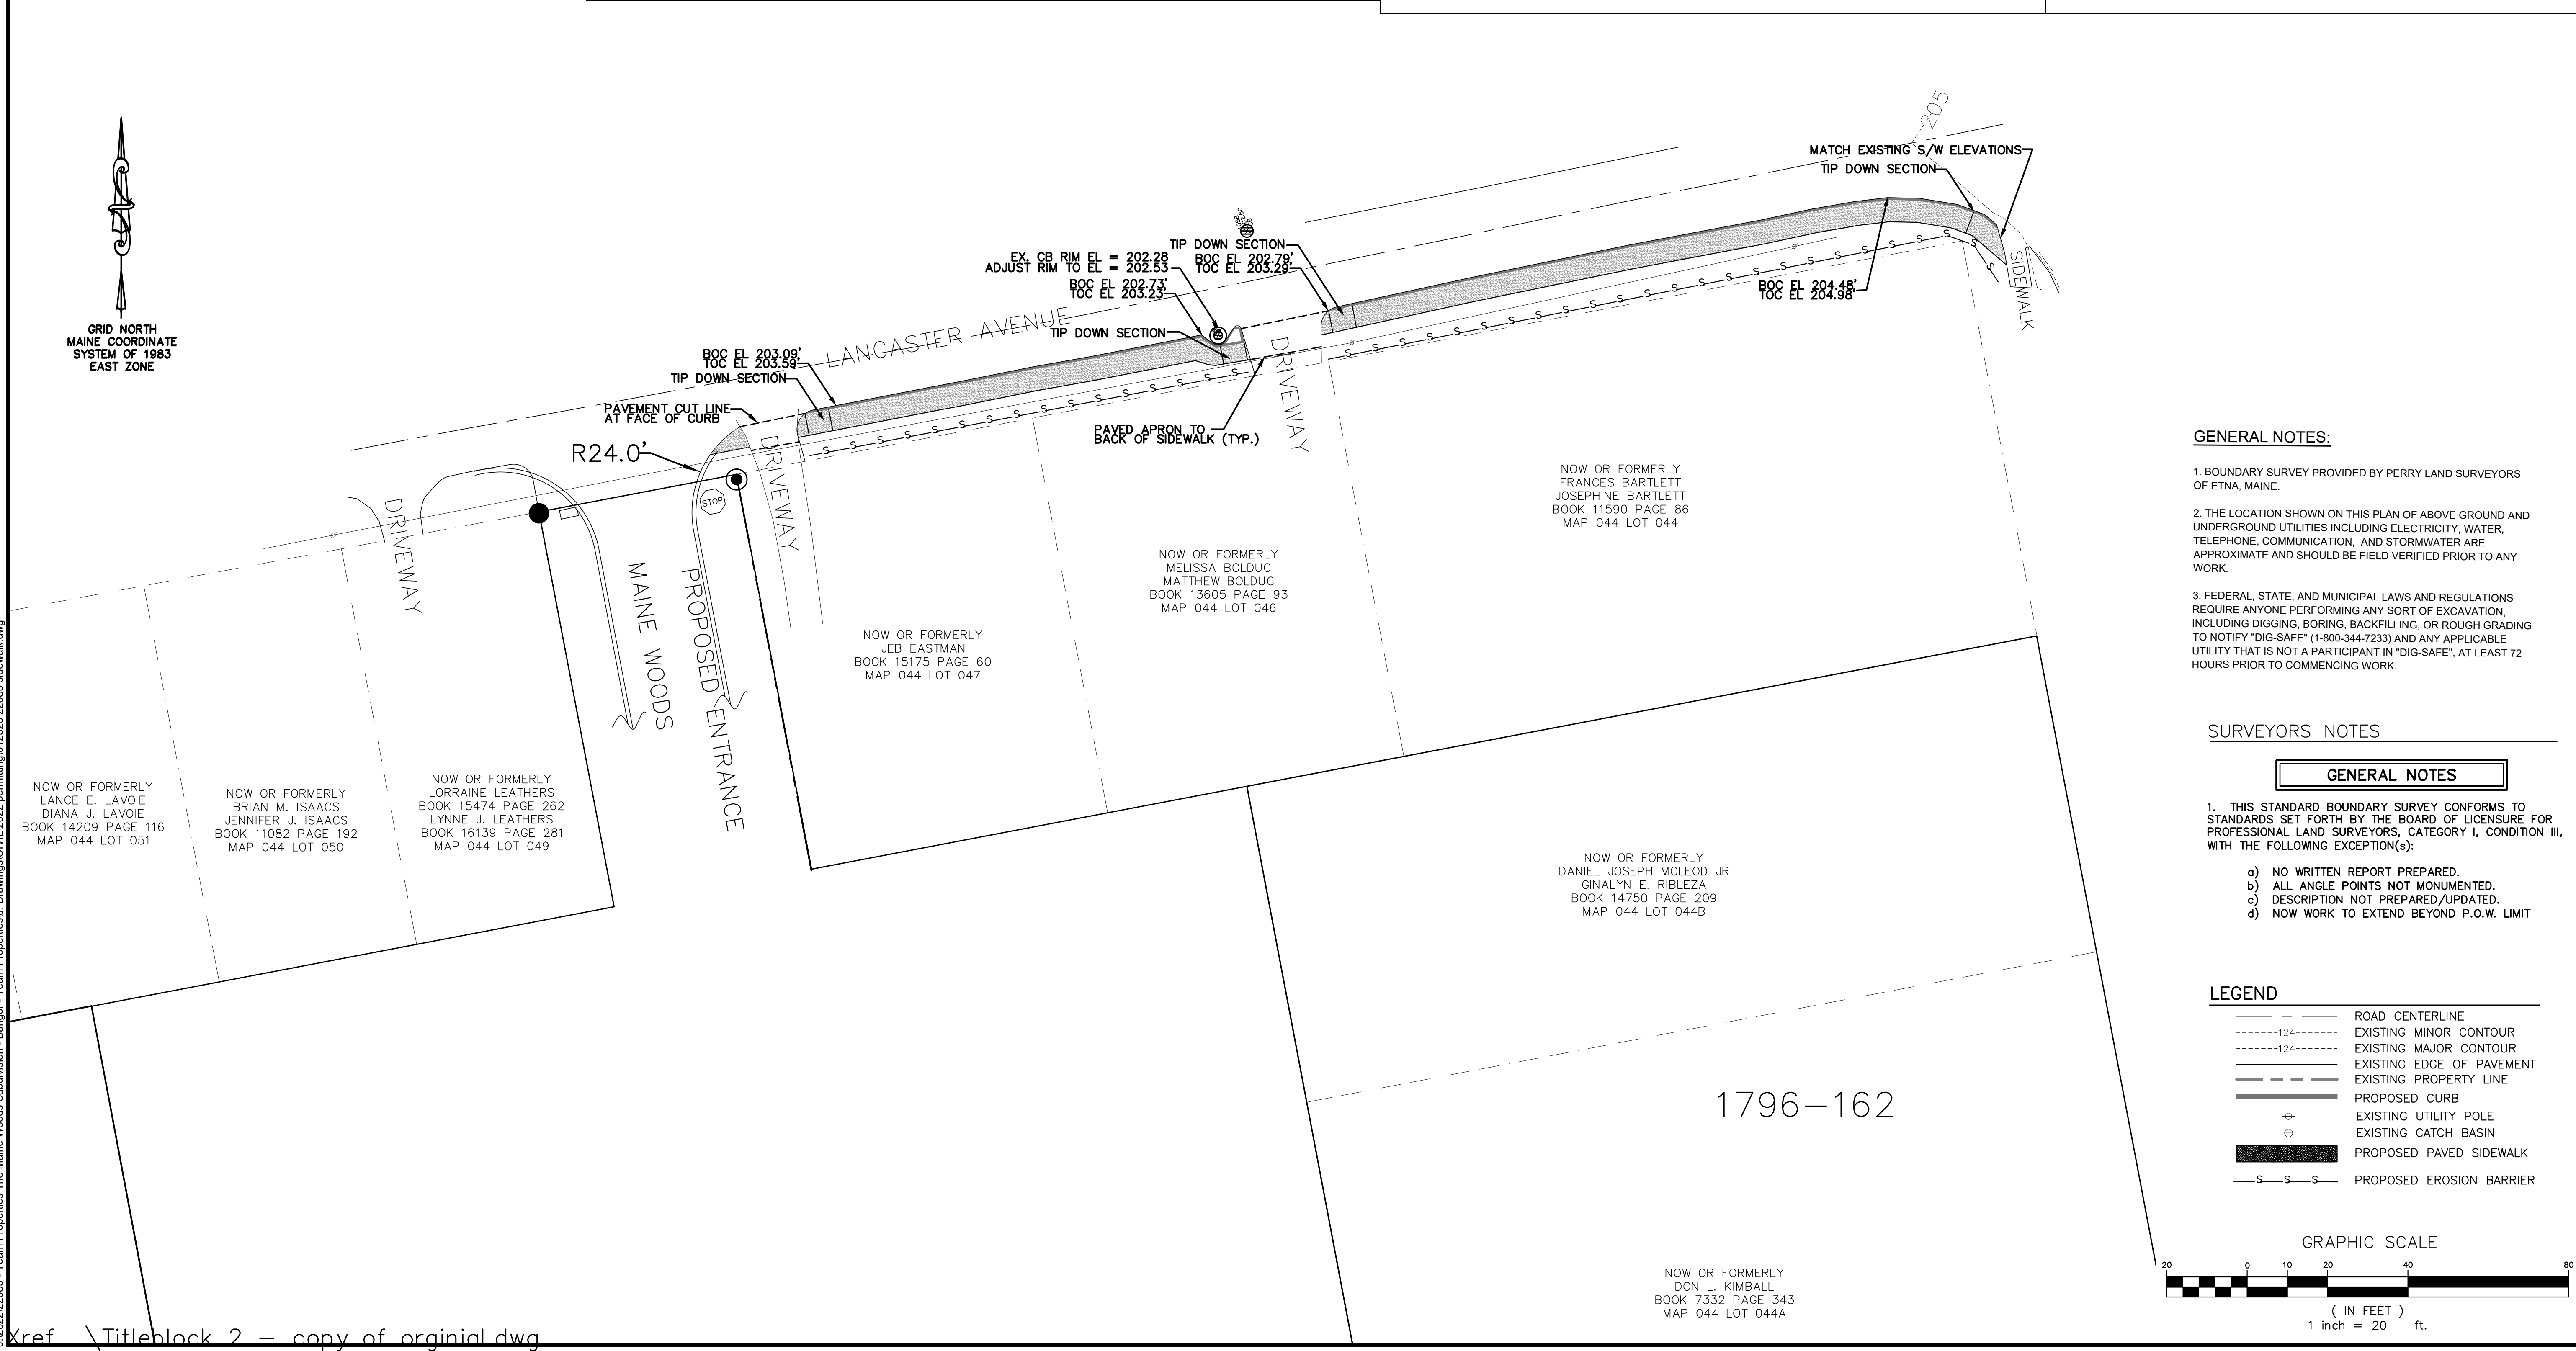 205
MATCH EXISTING S/W ELEVATIONS
TIP DOWN SECTION
TIP DOWN SECTION
EX. CB RIM EL = 202.28
ADJUST RIM TO EL = 202.53
BOC EL 202.79'
TOC EL 203.29'
BOC EL 202.73'
TOC EL 203.23'
SIDEWALK
BOC EL 204.48'
TOC EL 204.98'
GRID NORTH
MAINE COORDINATE
SYSTEM OF 1983
EAST ZONE
LANCASTER AVENUE
TIP DOWN SECTION
BOC EL 203.09'
TOC EL 203.59'
TIP DOWN SECTION
PAVEMENT CUT LINE
AT FACE OF CURB
R24.0'
DRIVEWAY
PAVED APRON TO
BACK OF SIDEWALK (TYP.)
DRIVEWAY
STOP
DRIVEWAY
MAINE WOODS
PROPOSED ENTRANCE
NOW OR FORMERLY
FRANCES BARTLETT
JOSEPHINE BARTLETT
BOOK 11590 PAGE 86
MAP 044 LOT 044
NOW OR FORMERLY
MELISSA BOLDUC
MATTHEW BOLDUC
BOOK 13605 PAGE 93
MAP 044 LOT 046
NOW OR FORMERLY
JEB EASTMAN
BOOK 15175 PAGE 60
MAP 044 LOT 047
NOW OR FORMERLY
LANCE E. LAVOIE
DIANA J. LAVOIE
BOOK 14209 PAGE 116
MAP 044 LOT 051
NOW OR FORMERLY
BRIAN M. ISAACS
JENNIFER J. ISAACS
BOOK 11082 PAGE 192
MAP 044 LOT 050
NOW OR FORMERLY
LORRAINE LEATHERS
BOOK 15474 PAGE 262
LYNNE J. LEATHERS
BOOK 16139 PAGE 281
MAP 044 LOT 049
NOW OR FORMERLY
DANIEL JOSEPH MCLEOD JR
GINALYN E. RIBLEZA
BOOK 14750 PAGE 209
MAP 044 LOT 044B
1796-162
NOW OR FORMERLY
DON L. KIMBALL
BOOK 7332 PAGE 343
MAP 044 LOT 044A
Xref .\Titleblock 2 - copy of orginial.dwg
GENERAL NOTES:
1. BOUNDARY SURVEY PROVIDED BY PERRY LAND SURVEYORS
OF ETNA, MAINE.
2. THE LOCATION SHOWN ON THIS PLAN OF ABOVE GROUND AND
UNDERGROUND UTILITIES INCLUDING ELECTRICITY, WATER,
TELEPHONE, COMMUNICATION, AND STORMWATER ARE
APPROXIMATE AND SHOULD BE FIELD VERIFIED PRIOR TO ANY
WORK.
3. FEDERAL, STATE, AND MUNICIPAL LAWS AND REGULATIONS
REQUIRE ANYONE PERFORMING ANY SORT OF EXCAVATION,
INCLUDING DIGGING, BORING, BACKFILLING, OR ROUGH GRADING
TO NOTIFY "DIG-SAFE" (1-800-344-7233) AND ANY APPLICABLE
UTILITY THAT IS NOT A PARTICIPANT IN "DIG-SAFE", AT LEAST 72
HOURS PRIOR TO COMMENCING WORK.
SURVEYORS NOTES
GENERAL NOTES
1. THIS STANDARD BOUNDARY SURVEY CONFORMS TO
STANDARDS SET FORTH BY THE BOARD OF LICENSURE FOR
PROFESSIONAL LAND SURVEYORS, CATEGORY I, CONDITION III,
WITH THE FOLLOWING EXCEPTION(s):
a) NO WRITTEN REPORT PREPARED.
b) ALL ANGLE POINTS NOT MONUMENTED.
c) DESCRIPTION NOT PREPARED/UPDATED.
d) NOW WORK TO EXTEND BEYOND P.O.W. LIMIT
LEGEND
ROAD CENTERLINE
124 EXISTING MINOR CONTOUR
124 EXISTING MAJOR CONTOUR
EXISTING EDGE OF PAVEMENT
EXISTING PROPERTY LINE
PROPOSED CURB
EXISTING UTILITY POLE
EXISTING CATCH BASIN
PROPOSED PAVED SIDEWALK
S S S PROPOSED EROSION BARRIER
GRAPHIC SCALE
20 0 10 20 40 80
( IN FEET )
1 inch = 20 ft.